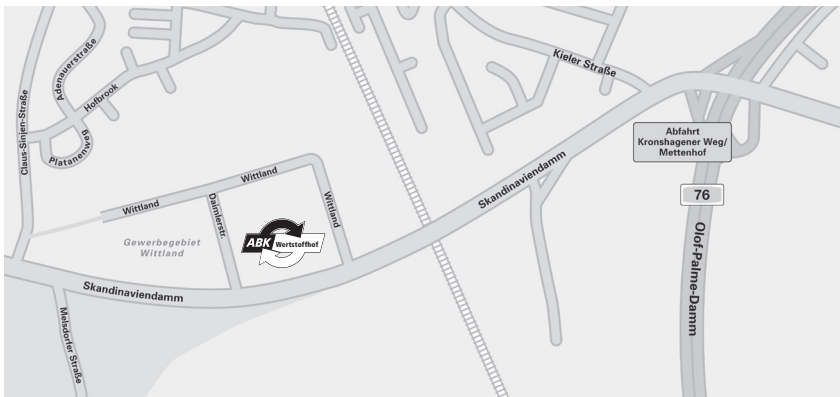 Adenauerstraße
Hofbrook
Claus-Sinjen-Straße
Platanenweg
Kieler Straße
Abfahrt
Kronshagener Weg/
Mettenhof
76
Olof-Palme-Damm
Skandinaviendamm
Wittland
Wittland
Wittland
Daimlerstr.
ABK Wertstoffhof
Gewerbegebiet
Wittland
Skandinaviendamm
Melsdorfer Straße